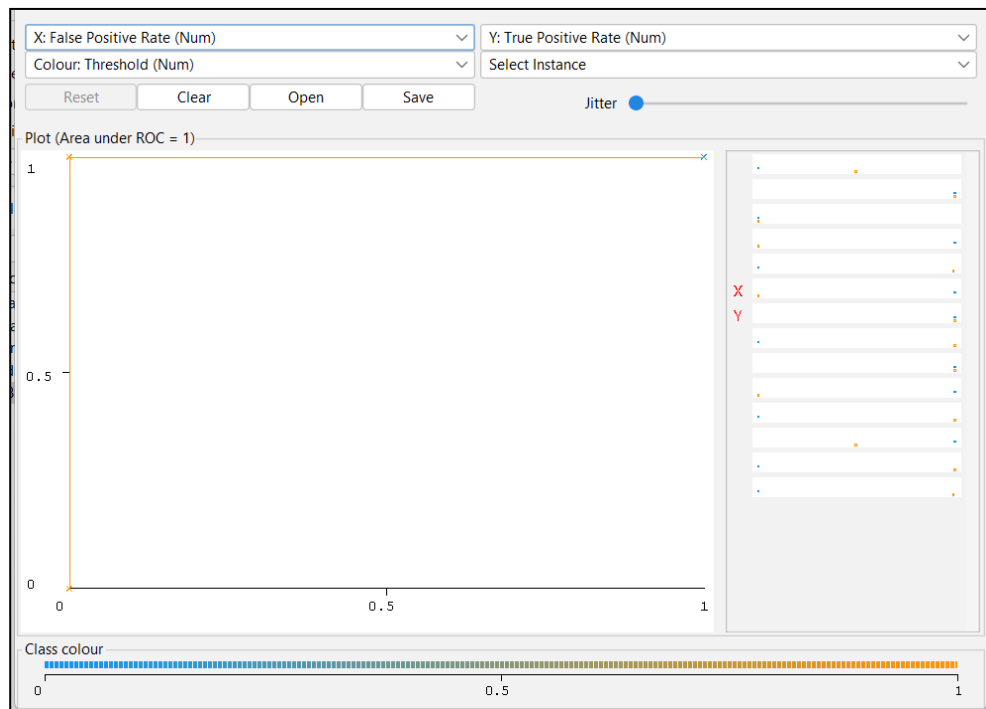 X: False Positive Rate (Num)
Y: True Positive Rate (Num)
Colour: Threshold (Num)
Select Instance
Reset
Clear
Open
Save
Jitter
Plot (Area under ROC = 1)
1
0.5
0
0
0.5
1
X
Y
Class colour
0
0.5
1